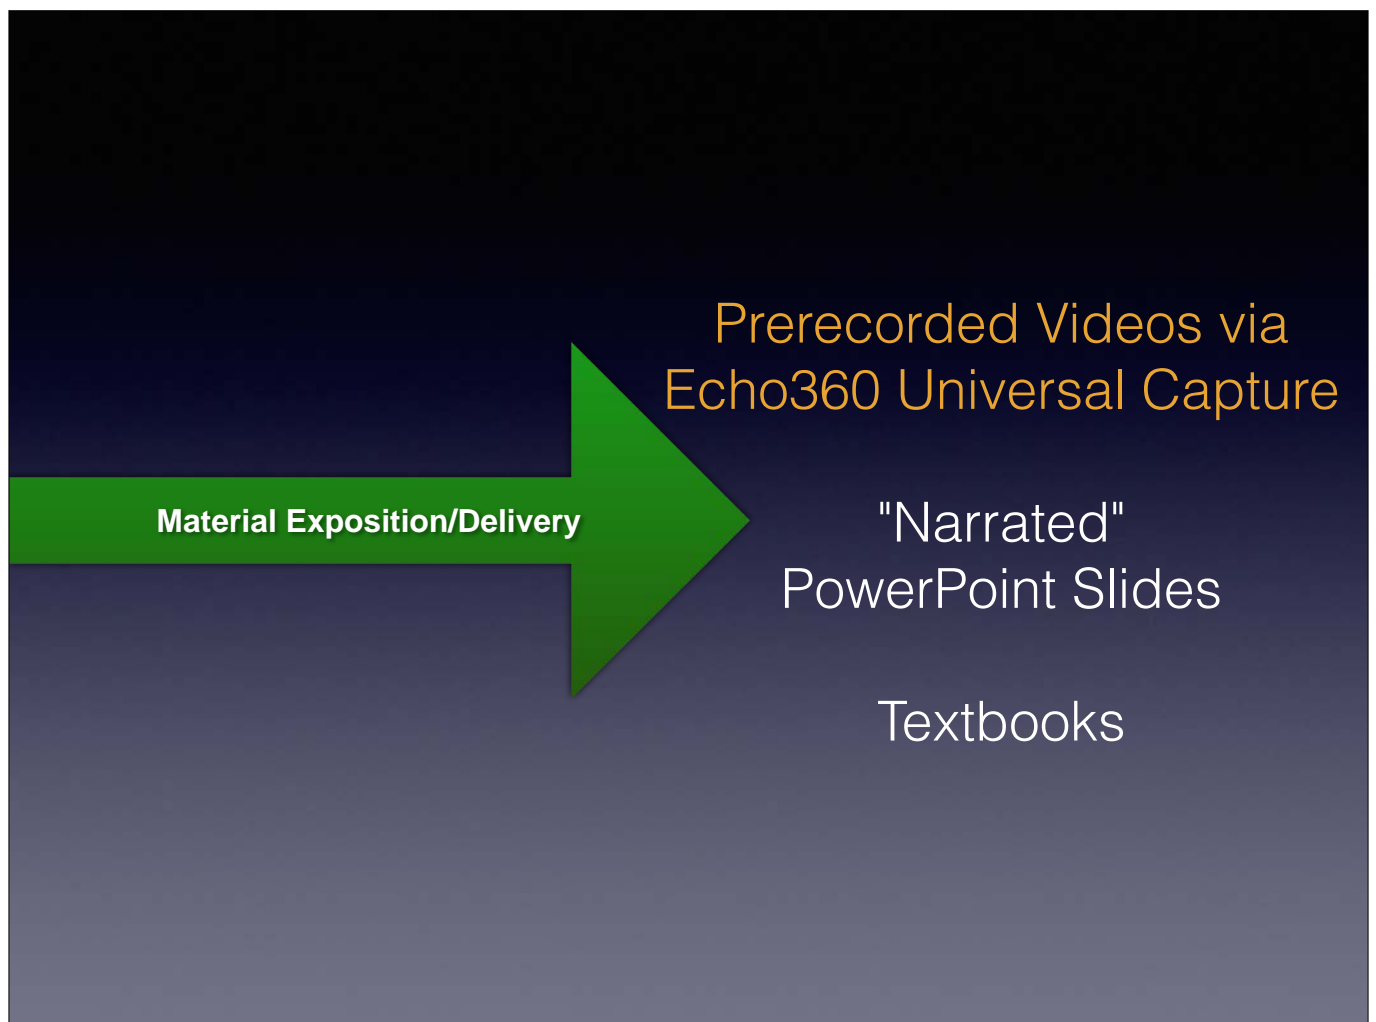 Prerecorded Videos via
Echo360 Universal Capture
Material Exposition/Delivery
"Narrated"
PowerPoint Slides
Textbooks